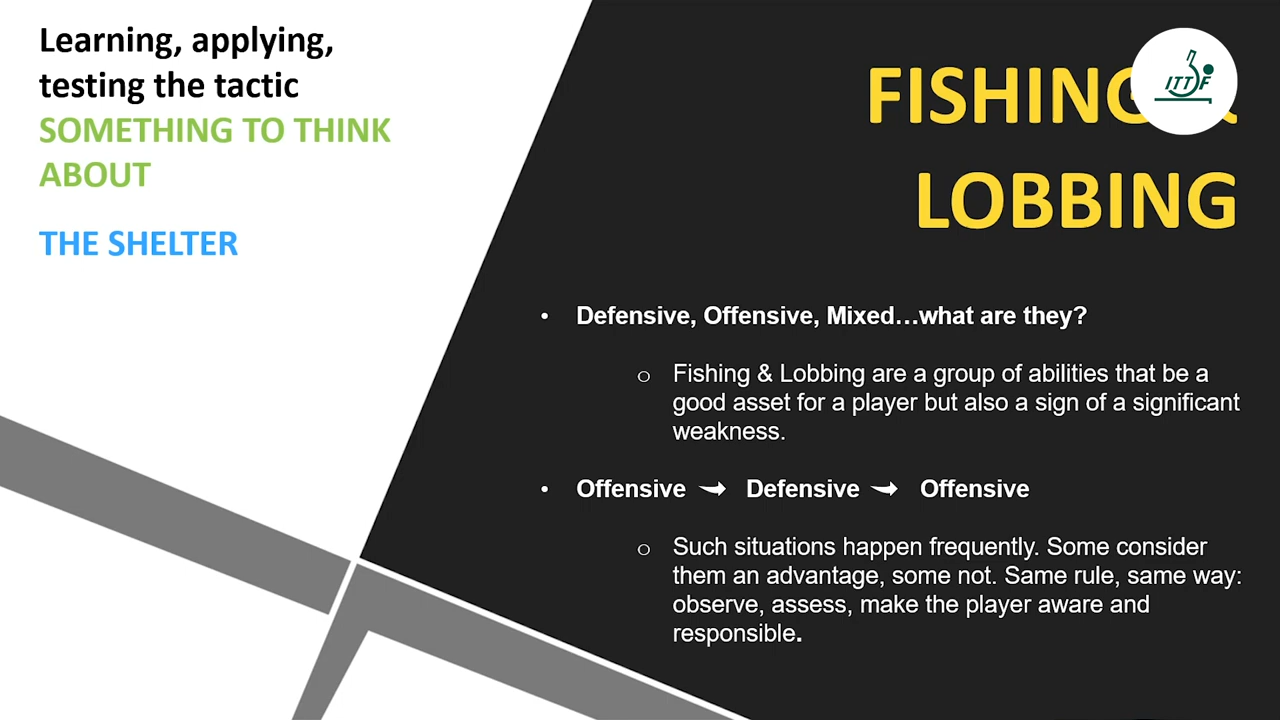 Learning, applying,
testing the tactic
SOMETHING TO THINK
ABOUT
THE SHELTER
FISHING
LOBBING
ITTF
• Defensive, Offensive, Mixed…what are they?
o Fishing & Lobbing are a group of abilities that be a
good asset for a player but also a sign of a significant
weakness.
• Offensive → Defensive → Offensive
o Such situations happen frequently. Some consider
them an advantage, some not. Same rule, same way:
observe, assess, make the player aware and
responsible.